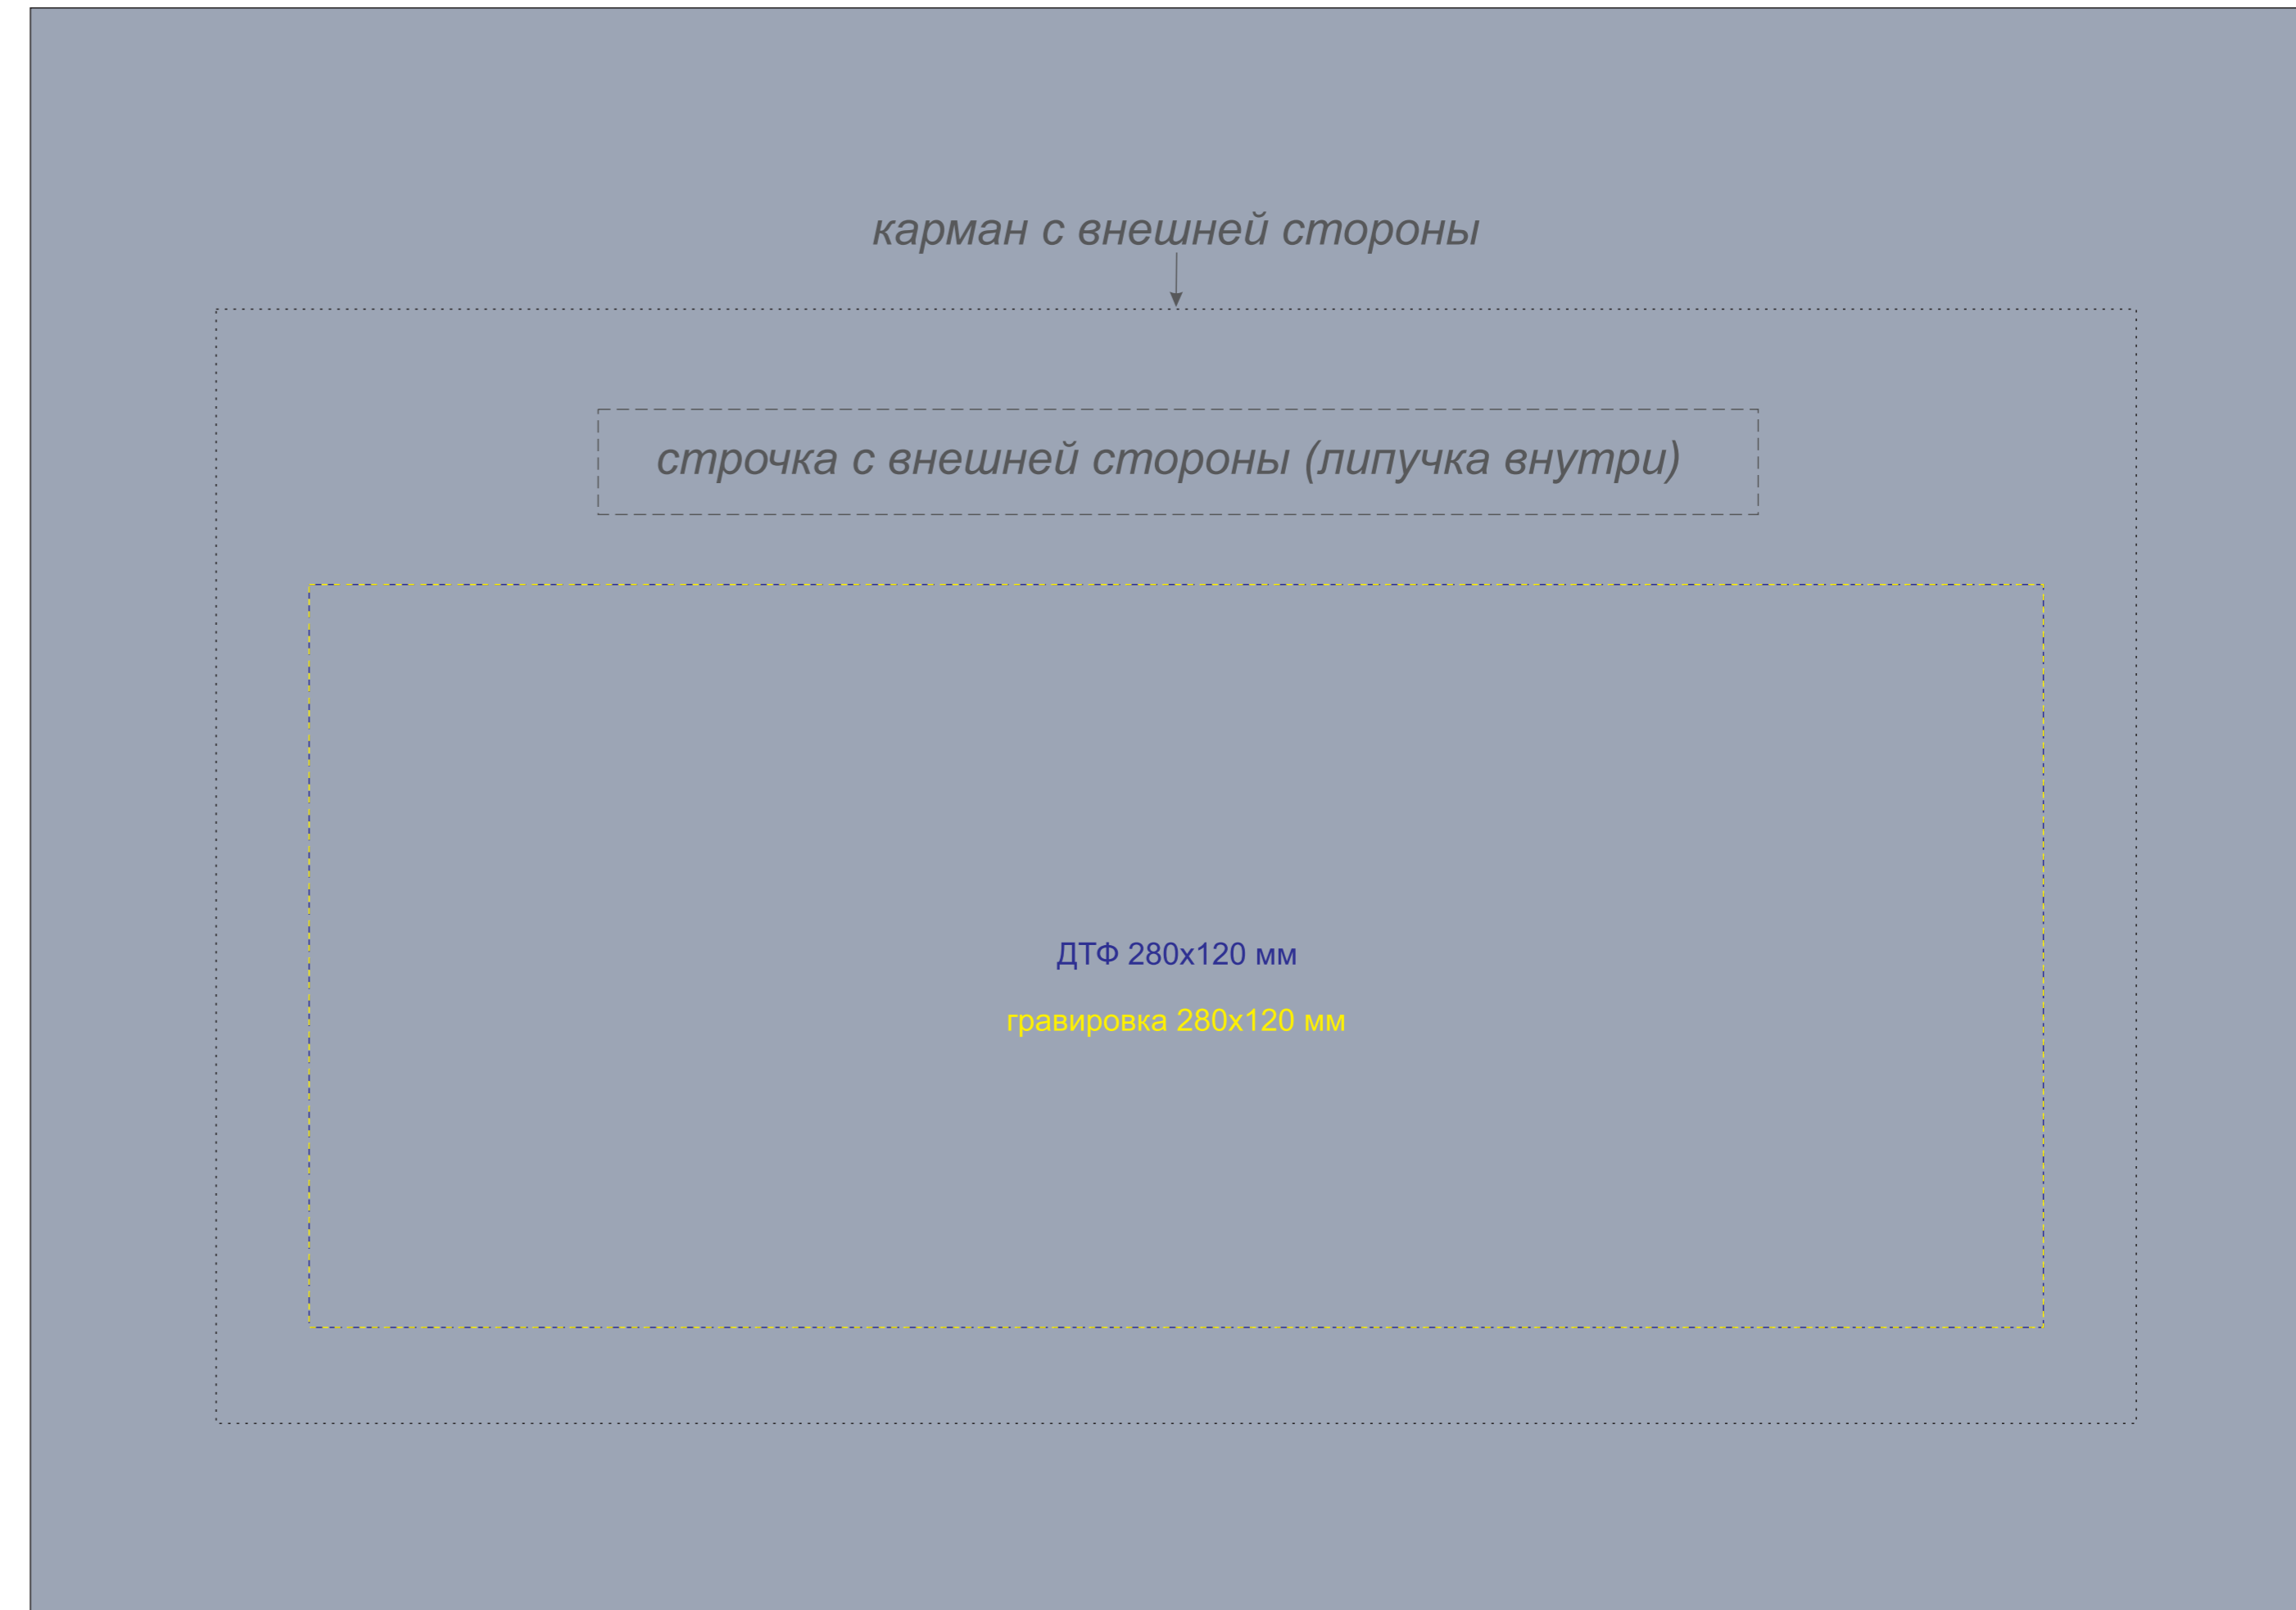 карман с внешней стороны
строчка с внешней стороны (липучка внутри)
ДТФ 280х120 мм
гравировка 280х120 мм